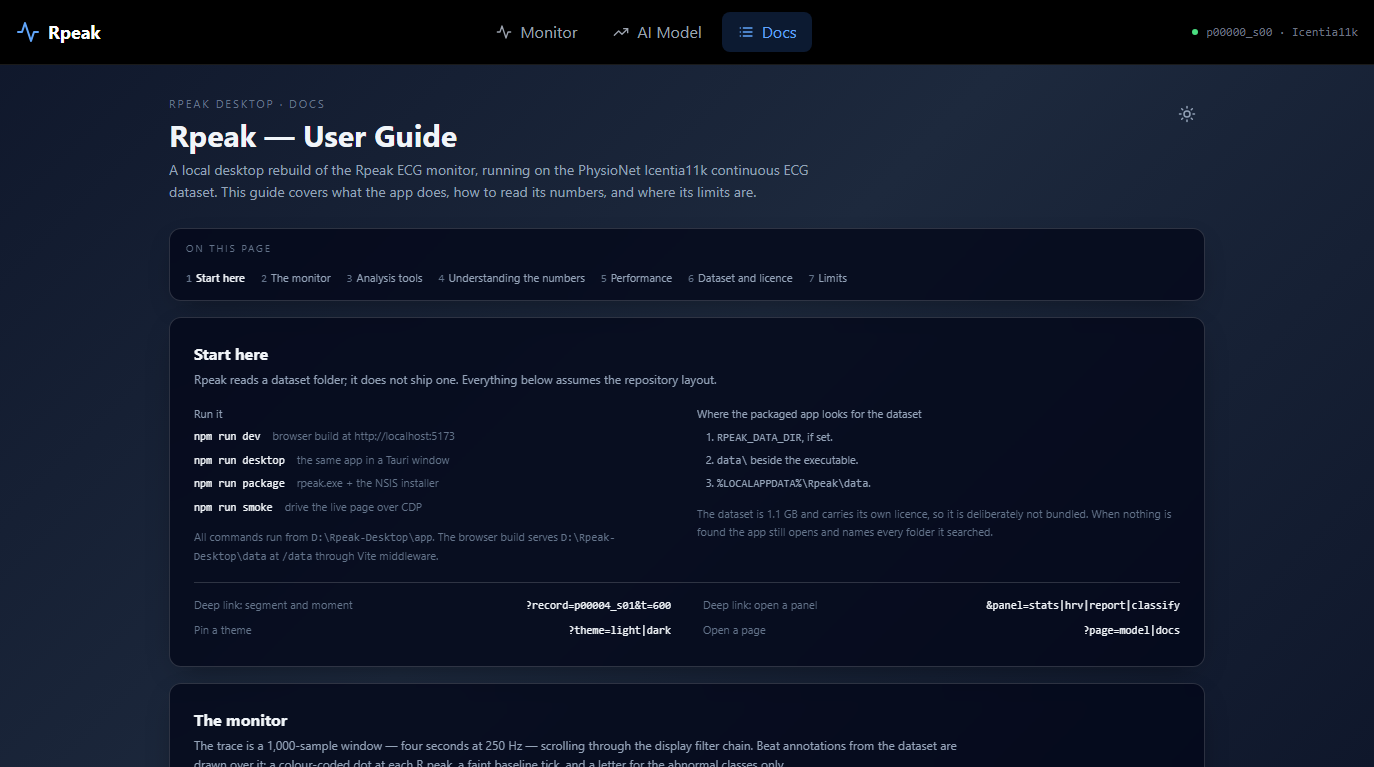 Rpeak
Monitor
AI Model
Docs
p00000_s00 · Icentia11k
RPEAK DESKTOP · DOCS
Rpeak — User Guide
A local desktop rebuild of the Rpeak ECG monitor, running on the PhysioNet Icentia11k continuous ECG
dataset. This guide covers what the app does, how to read its numbers, and where its limits are.
ON THIS PAGE
1 Start here 2 The monitor 3 Analysis tools 4 Understanding the numbers 5 Performance 6 Dataset and licence 7 Limits
Start here
Rpeak reads a dataset folder; it does not ship one. Everything below assumes the repository layout.
Run it
npm run dev browser build at http://localhost:5173
npm run desktop the same app in a Tauri window
npm run package rpeak.exe + the NSIS installer
npm run smoke drive the live page over CDP
All commands run from D:\Rpeak-Desktop\app. The browser build serves D:\Rpeak-
Desktop\data at /data through Vite middleware.
Where the packaged app looks for the dataset
1. RPEAK_DATA_DIR, if set.
2. data\ beside the executable.
3. %LOCALAPPDATA%\Rpeak\data.
The dataset is 1.1 GB and carries its own licence, so it is deliberately not bundled. When nothing is
found the app still opens and names every folder it searched.
Deep link: segment and moment ?record=p00004_s01&t=600
Deep link: open a panel &panel=stats|hrv|report|classify
Pin a theme ?theme=light|dark
Open a page ?page=model|docs
The monitor
The trace is a 1,000-sample window — four seconds at 250 Hz — scrolling through the display filter chain. Beat annotations from the dataset are
drawn over it: a colour-coded dot at each R peak, a faint baseline tick, and a letter for the abnormal classes only.